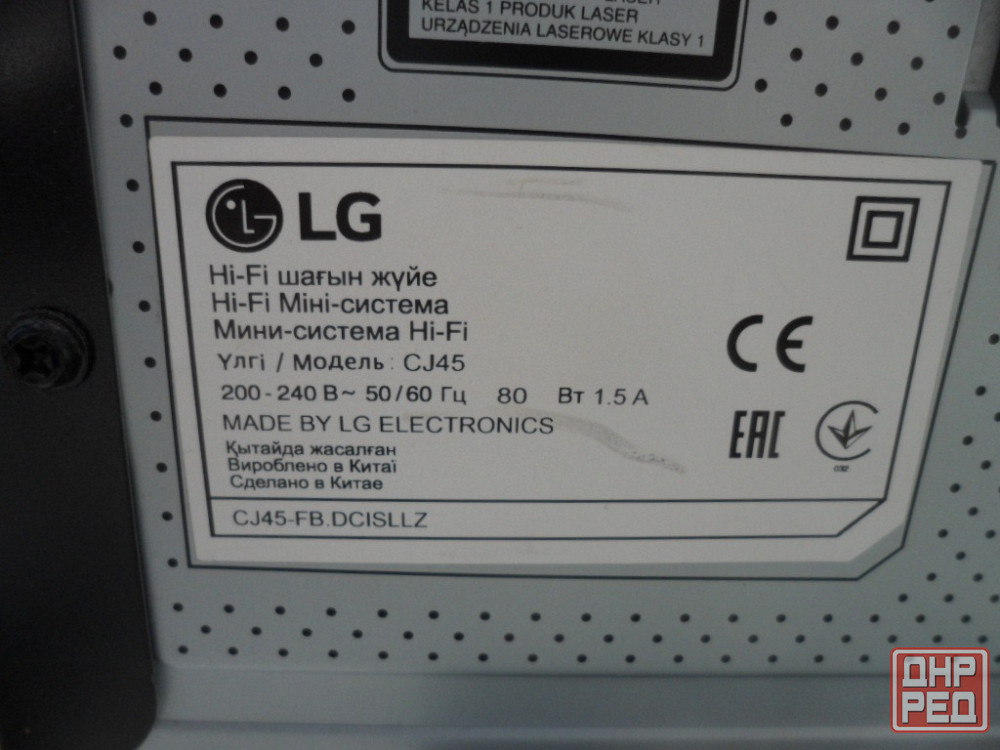 KELAS 1 PRODUK LASER
URZĄDZENIA LASEROWE KLASY 1
LG
Hi-Fi шағын жүйе
Hi-Fi Міні-система
Мини-система Hi-Fi
Үлгі / Модель : CJ45
200 - 240 В ~ 50 / 60 Гц 80 Вт 1.5 А
MADE BY LG ELECTRONICS
Қытайда жасалған
Вироблено в Китаї
Сделано в Китае
CJ45-FB.DCISLLZ
CE
EAC
032
ДНР
РЕД